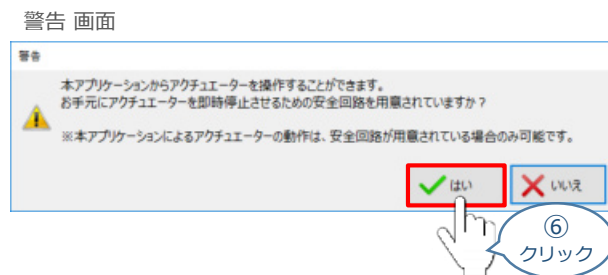 警告 画面
警告
本アプリケーションからアクチュエーターを操作することができます。
お手元にアクチュエーターを即時停止させるための安全回路を用意されていますか？
※本アプリケーションによるアクチュエーターの動作は、安全回路が用意されている場合のみ可能です。
はい
いいえ
⑥
クリック